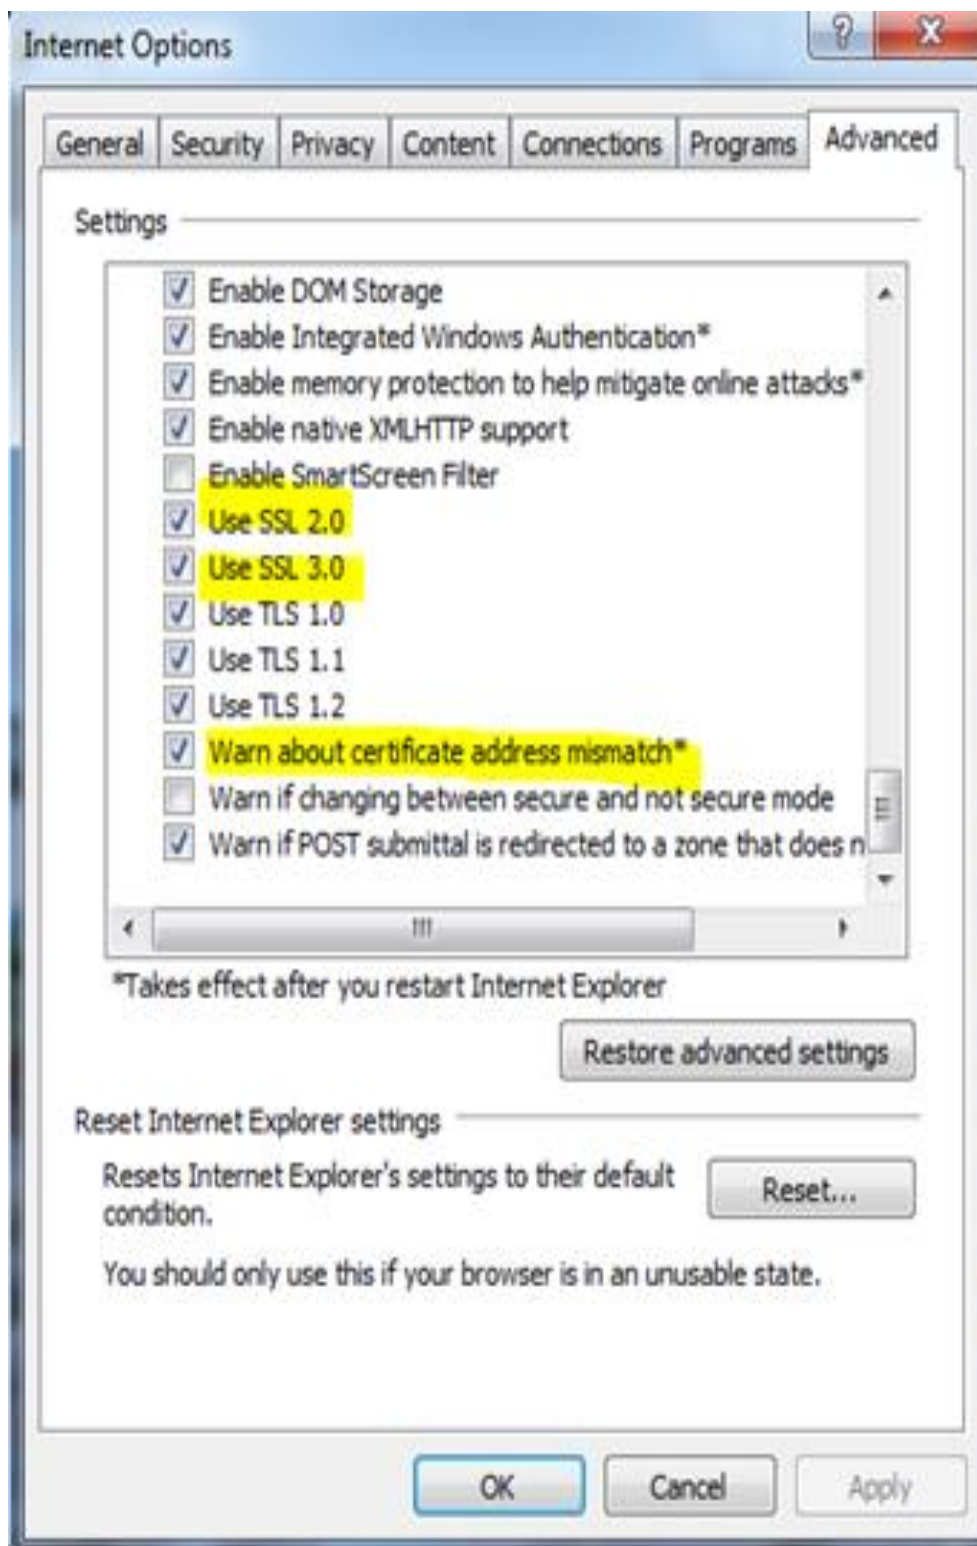 Internet Options
General Security Privacy Content Connections Programs Advanced
Settings
Enable DOM Storage
Enable Integrated Windows Authentication*
Enable memory protection to help mitigate online attacks*
Enable native XMLHTTP support
Enable SmartScreen Filter
Use SSL 2.0
Use SSL 3.0
Use TLS 1.0
Use TLS 1.1
Use TLS 1.2
Warn about certificate address mismatch*
Warn if changing between secure and not secure mode
Warn if POST submittal is redirected to a zone that does n
*Takes effect after you restart Internet Explorer
Restore advanced settings
Reset Internet Explorer settings
Resets Internet Explorer's settings to their default
condition.
Reset...
You should only use this if your browser is in an unusable state.
OK Cancel Apply